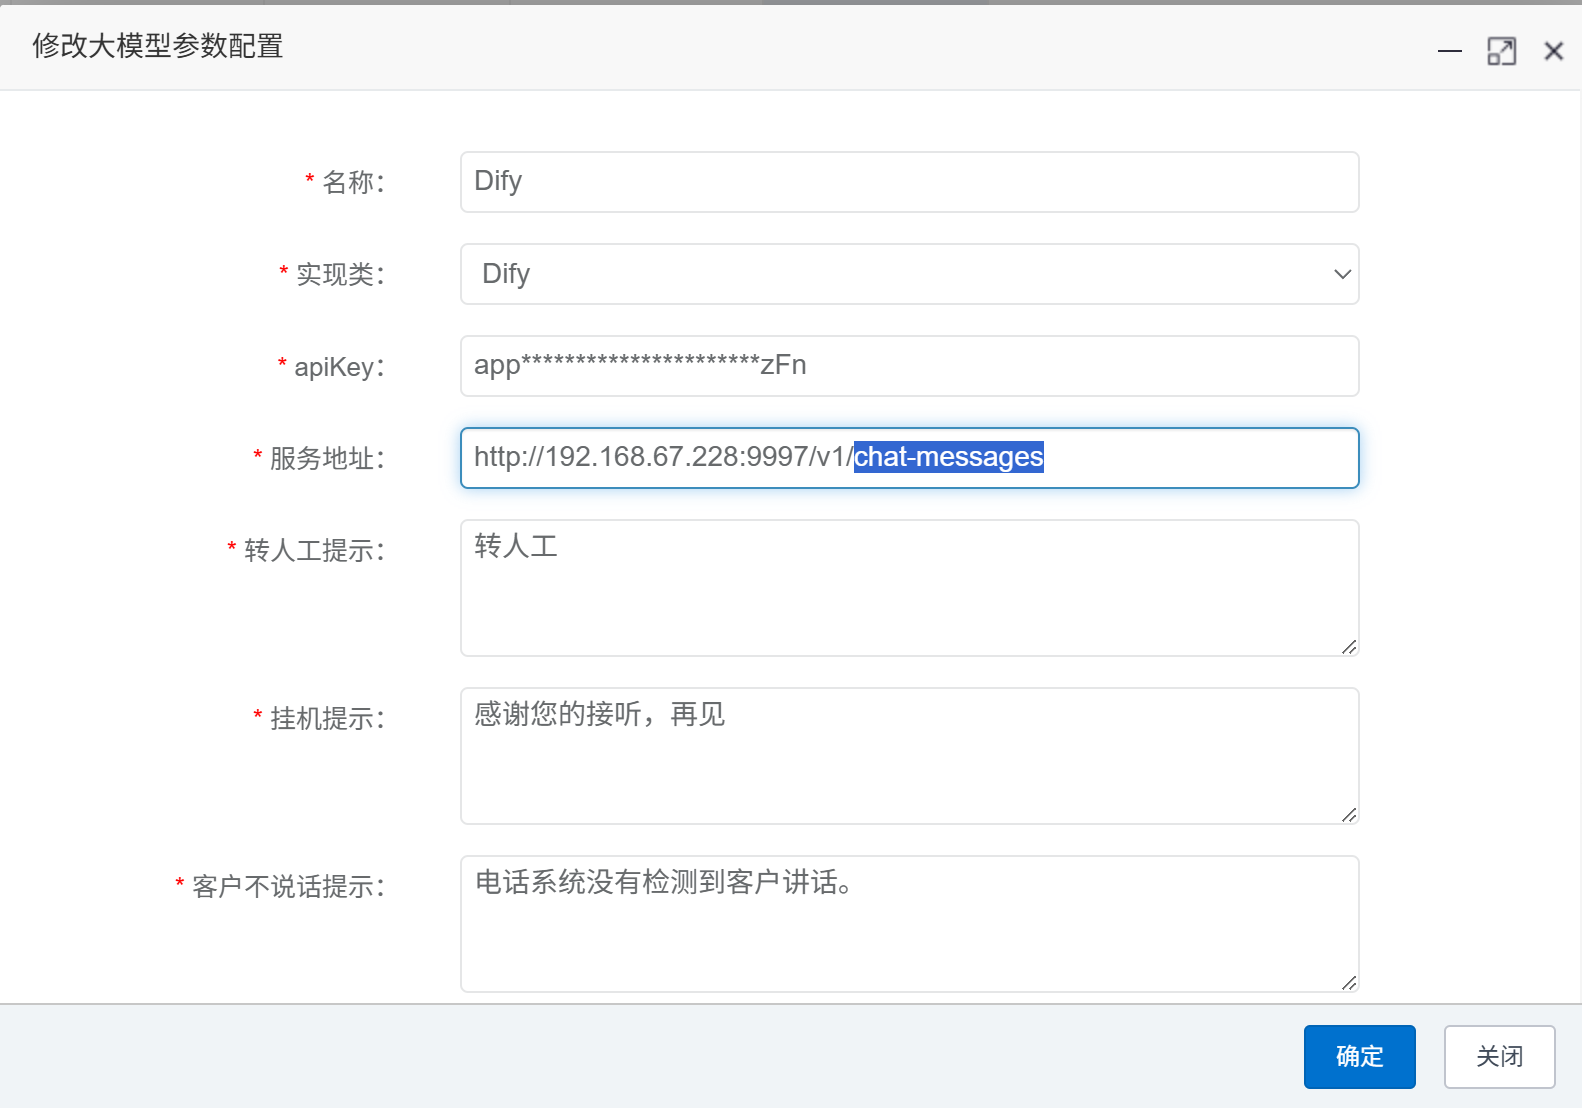 修改大模型参数配置
* 名称：
Dify
* 实现类：
Dify
* apiKey：
app**********************zFn
* 服务地址：
http://192.168.67.228:9997/v1/chat-messages
* 转人工提示：
转人工
* 挂机提示：
感谢您的接听，再见
* 客户不说话提示：
电话系统没有检测到客户讲话。
确定
关闭